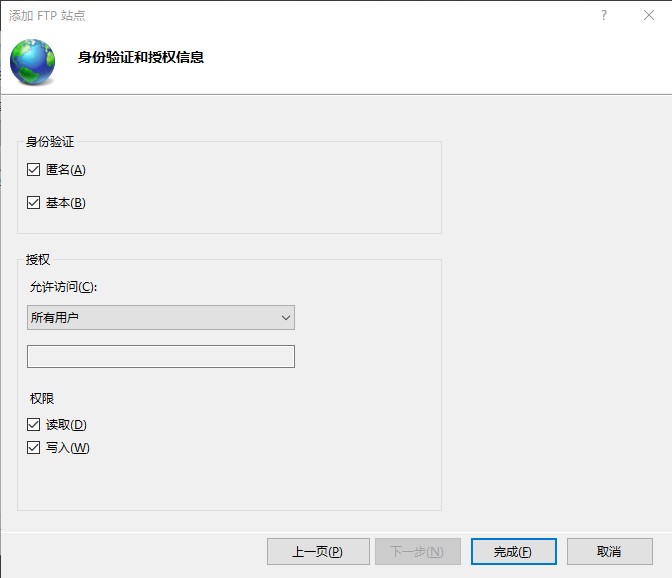 添加 FTP 站点
?
身份验证和授权信息
身份验证
匿名(A)
基本(B)
授权
允许访问(C):
所有用户
权限
读取(D)
写入(W)
上一页(P) 下一步(N) 完成(F) 取消